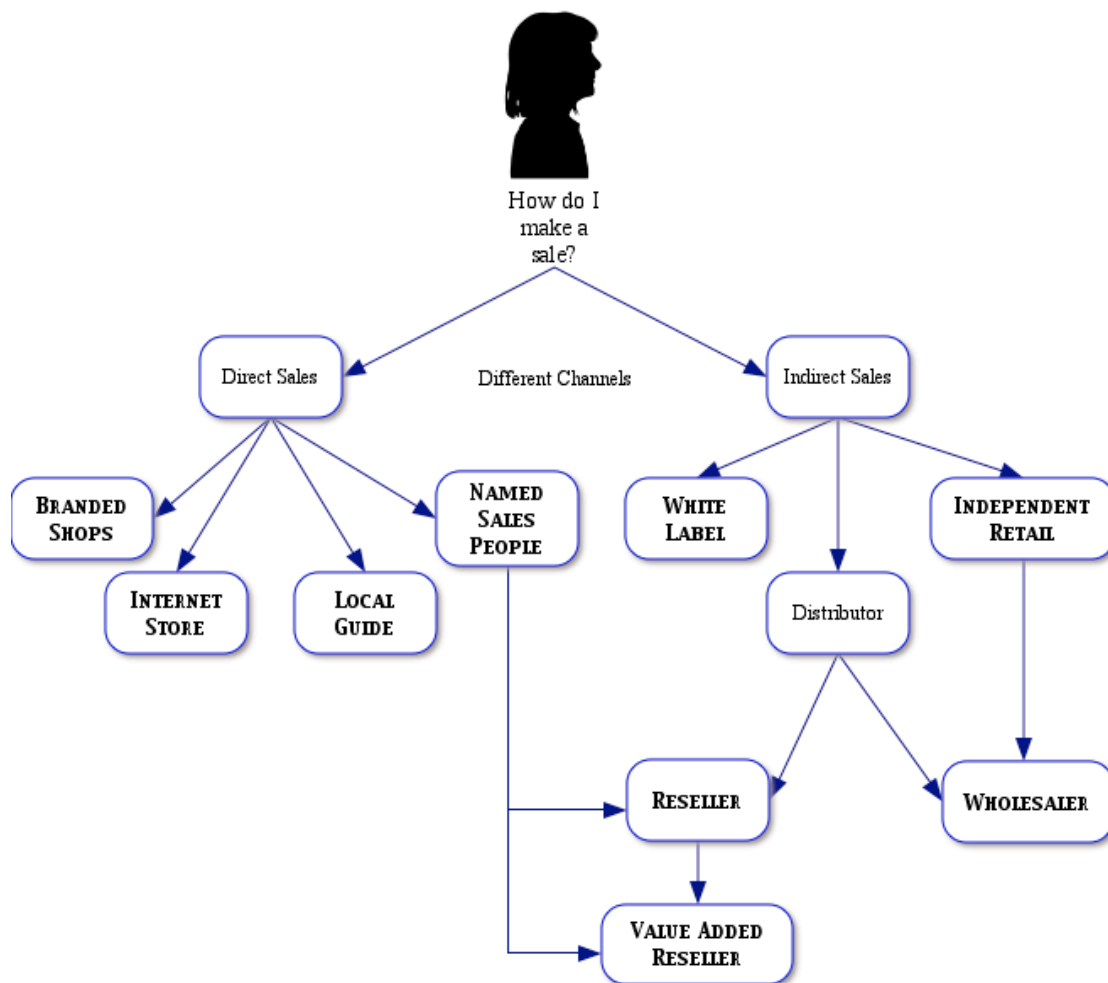 How do I
make a
sale?
Direct Sales
Different Channels
Indirect Sales
BRANDED
SHOPS
NAMED
SALES
PEOPLE
WHITE
LABEL
INDEPENDENT
RETAIL
INTERNET
STORE
LOCAL
GUIDE
Distributor
RESELLER
WHOLESALER
VALUE ADDED
RESELLER